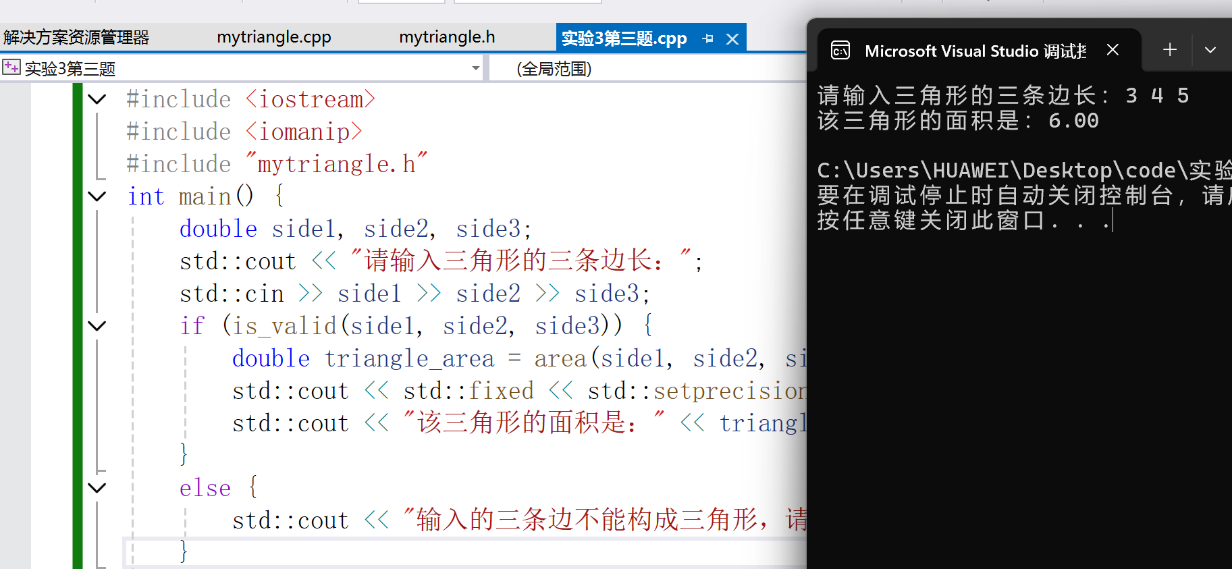 解决方案资源管理器 mytriangle.cpp mytriangle.h 实验3第三题.cpp
实验3第三题 (全局范围)
#include <iostream>
#include <iomanip>
#include "mytriangle.h"
int main() {
double side1, side2, side3;
std::cout << "请输入三角形的三条边长：";
std::cin >> side1 >> side2 >> side3;
if (is_valid(side1, side2, side3)) {
double triangle_area = area(side1, side2, si
std::cout << std::fixed << std::setprecision
std::cout << "该三角形的面积是：" << triangl
}
else {
std::cout << "输入的三条边不能构成三角形，请
}
Microsoft Visual Studio 调试控
请输入三角形的三条边长：3 4 5
该三角形的面积是：6.00
C:\Users\HUAWEI\Desktop\code\实验
要在调试停止时自动关闭控制台，请启
按任意键关闭此窗口. . .